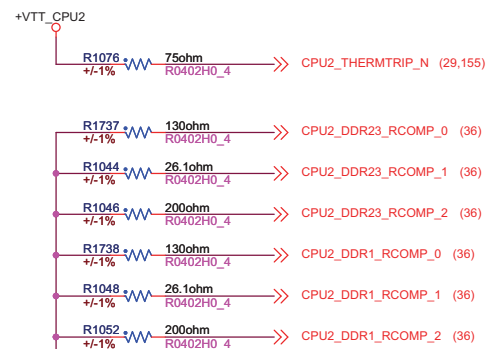 +VTT_CPU2
R1076 75ohm CPU2_THERMTRIP_N (29,155)
+/-1% R0402H0_4
R1737 130ohm CPU2_DDR23_RCOMP_0 (36)
+/-1% R0402H0_4
R1044 26.1ohm CPU2_DDR23_RCOMP_1 (36)
+/-1% R0402H0_4
R1046 200ohm CPU2_DDR23_RCOMP_2 (36)
+/-1% R0402H0_4
R1738 130ohm CPU2_DDR1_RCOMP_0 (36)
+/-1% R0402H0_4
R1048 26.1ohm CPU2_DDR1_RCOMP_1 (36)
+/-1% R0402H0_4
R1052 200ohm CPU2_DDR1_RCOMP_2 (36)
+/-1% R0402H0_4